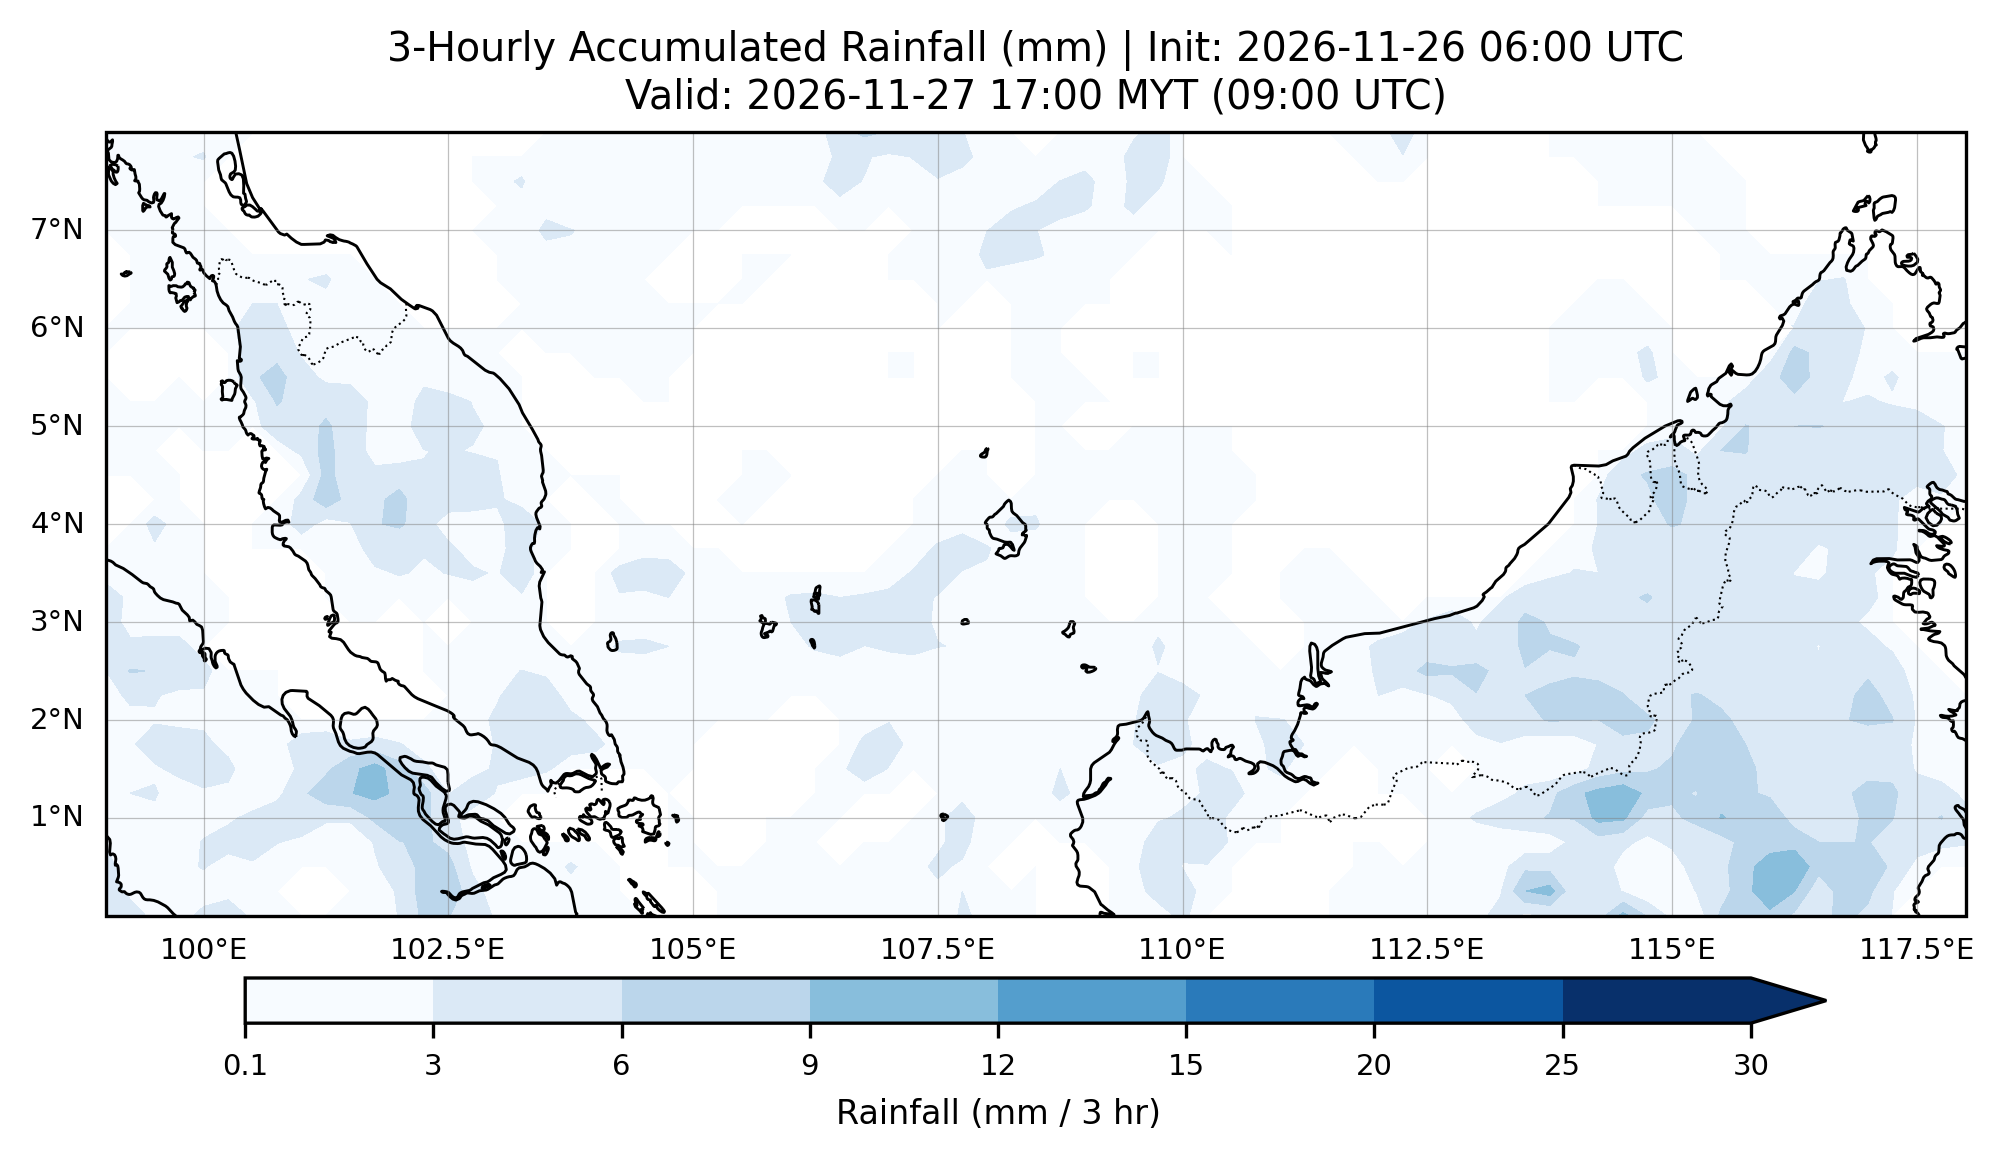 3-Hourly Accumulated Rainfall (mm) | Init: 2026-11-26 06:00 UTC
Valid: 2026-11-27 17:00 MYT (09:00 UTC)
7°N
6°N
5°N
4°N
3°N
2°N
1°N
100°E 102.5°E 105°E 107.5°E 110°E 112.5°E 115°E 117.5°E
0.1 3 6 9 12 15 20 25 30
Rainfall (mm / 3 hr)